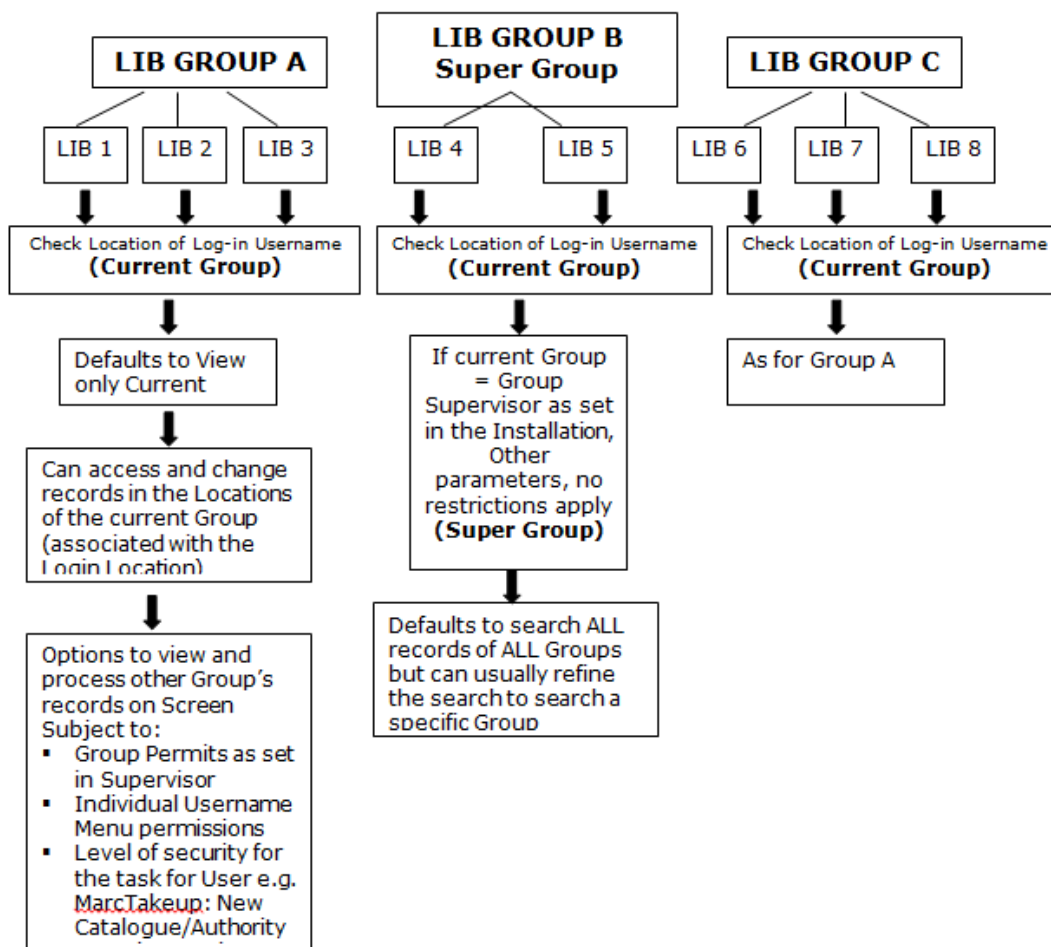 LIB GROUP A
LIB GROUP B
Super Group
LIB GROUP C
LIB 1
LIB 2
LIB 3
LIB 4
LIB 5
LIB 6
LIB 7
LIB 8
Check Location of Log-in Username
(Current Group)
Check Location of Log-in Username
(Current Group)
Check Location of Log-in Username
(Current Group)
Defaults to View
only Current
Can access and change
records in the Locations
of the current Group
(associated with the
Login Location)
Options to view and
process other Group’s
records on Screen
Subject to:
▪ Group Permits as set
in Supervisor
▪ Individual Username
Menu permissions
▪ Level of security for
the task for User e.g.
MarcTakeup: New
Catalogue/Authority
If current Group
= Group
Supervisor as set
in the Installation,
Other
parameters, no
restrictions apply
(Super Group)
Defaults to search ALL
records of ALL Groups
but can usually refine
the search to search a
specific Group
As for Group A